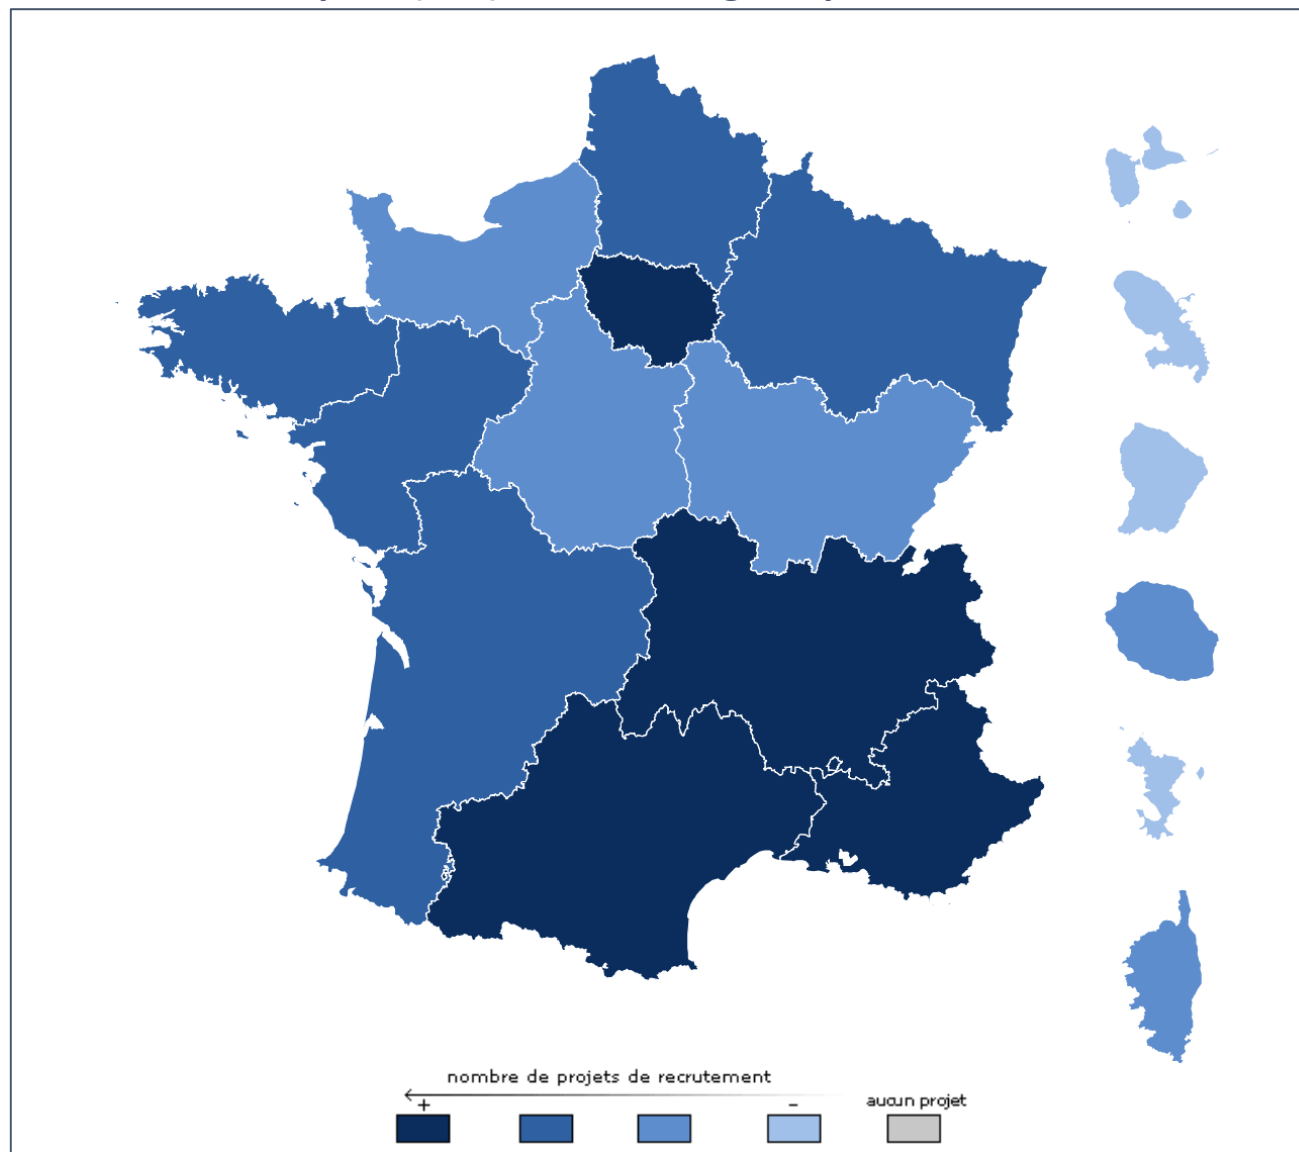 nombre de projets de recrutement
+
-
aucun projet